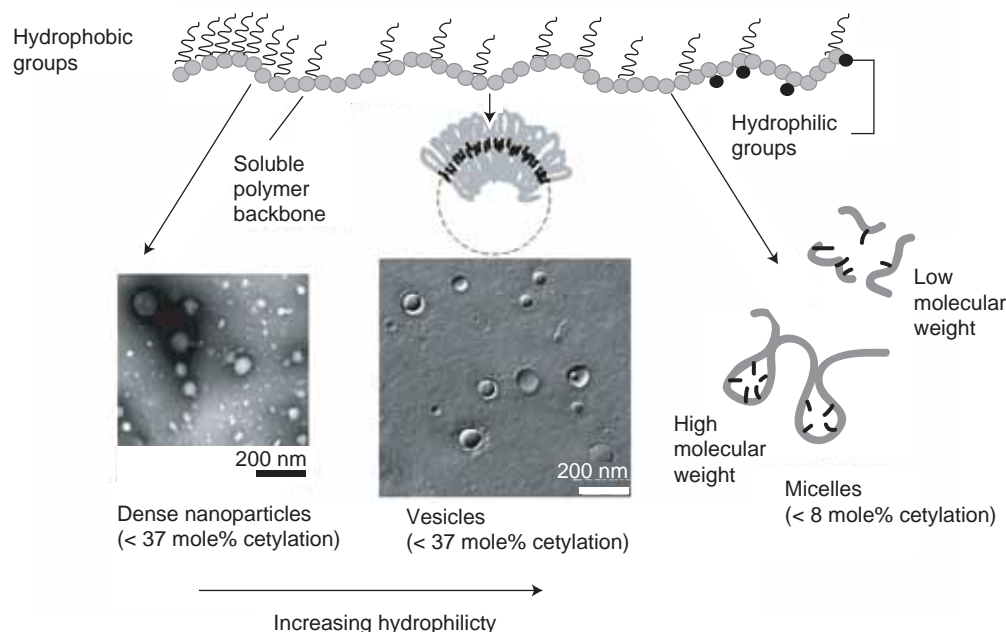 Hydrophobic
groups
Hydrophilic
groups
Soluble
polymer
backbone
Low
molecular
weight
High
molecular
weight
200 nm
200 nm
Dense nanoparticles
(< 37 mole% cetylation)
Vesicles
(< 37 mole% cetylation)
Micelles
(< 8 mole% cetylation)
Increasing hydrophilicty